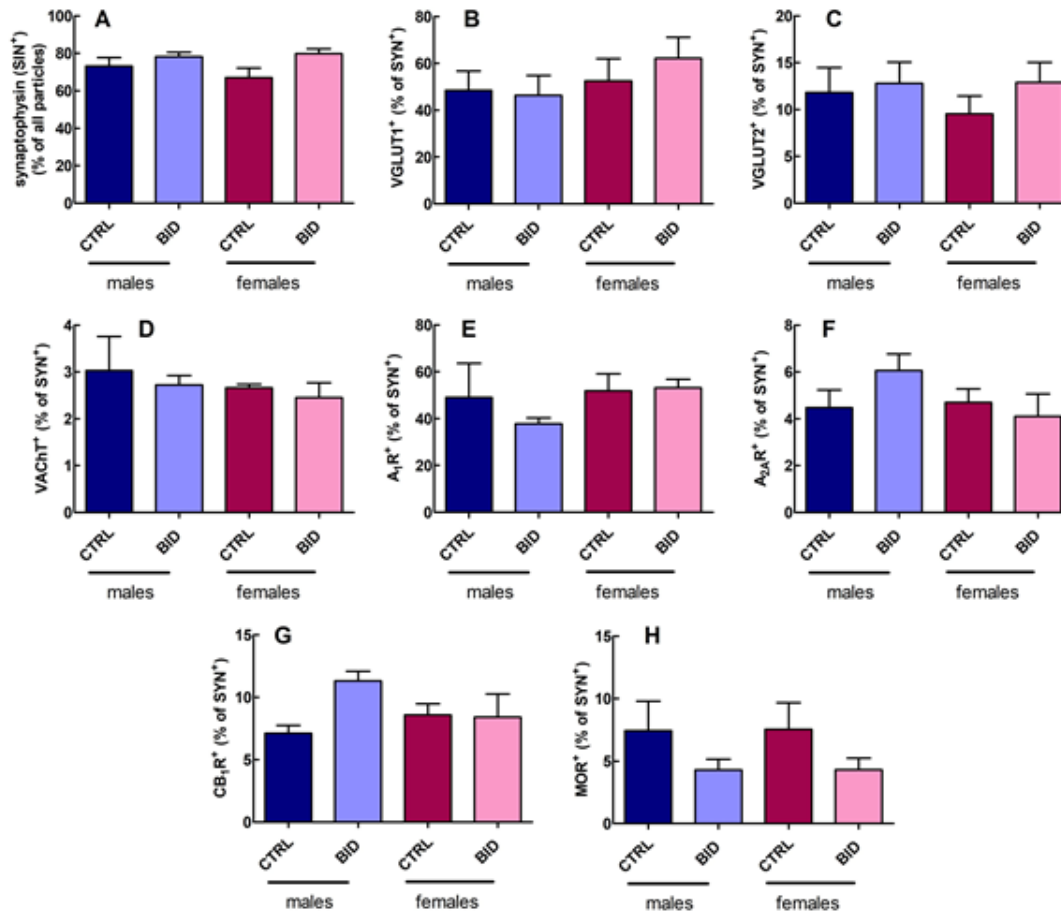 A
synaptophysin (SIN⁺)
(% of all particles)
100
80
60
40
20
0
CTRL BID CTRL BID
males females
B
VGLUT1⁺ (% of SYN⁺)
80
60
40
20
0
CTRL BID CTRL BID
males females
C
VGLUT2⁺ (% of SYN⁺)
20
15
10
5
0
CTRL BID CTRL BID
males females
D
VAChT⁺ (% of SYN⁺)
4
3
2
1
0
CTRL BID CTRL BID
males females
E
A₁R⁺ (% of SYN⁺)
80
60
40
20
0
CTRL BID CTRL BID
males females
F
A₂ₐR⁺ (% of SYN⁺)
8
6
4
2
0
CTRL BID CTRL BID
males females
G
CB₁R⁺ (% of SYN⁺)
15
10
5
0
CTRL BID CTRL BID
males females
H
MOR⁺ (% of SYN⁺)
15
10
5
0
CTRL BID CTRL BID
males females